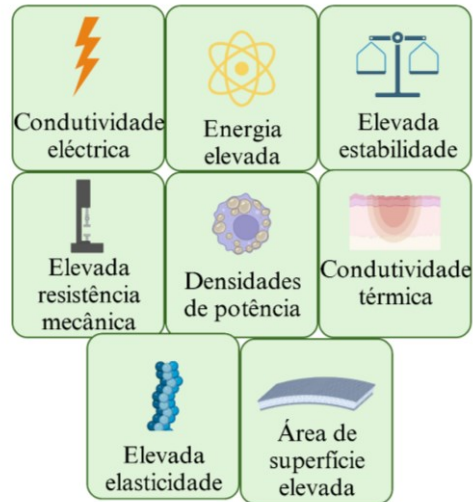 Condutividade
eléctrica
Energia
elevada
Elevada
estabilidade
Elevada
resistência
mecânica
Densidades
de potência
Condutividade
térmica
Elevada
elasticidade
Área de
superfície
elevada